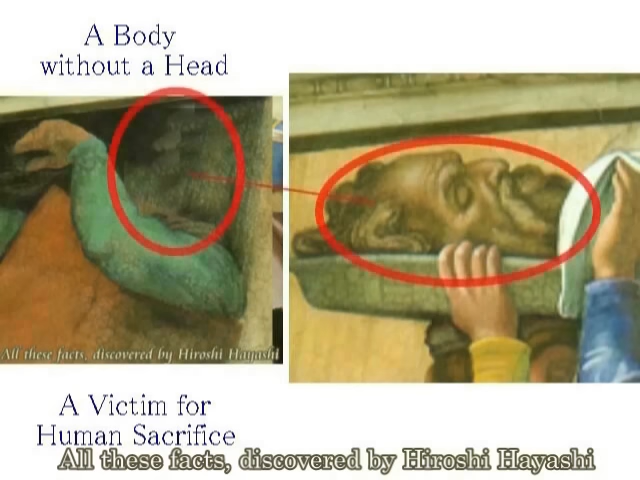 A Body
without a Head
All these facts, discovered by Hiroshi Hayashi
A Victim for
Human Sacrifice
All these facts, discovered by Hiroshi Hayashi